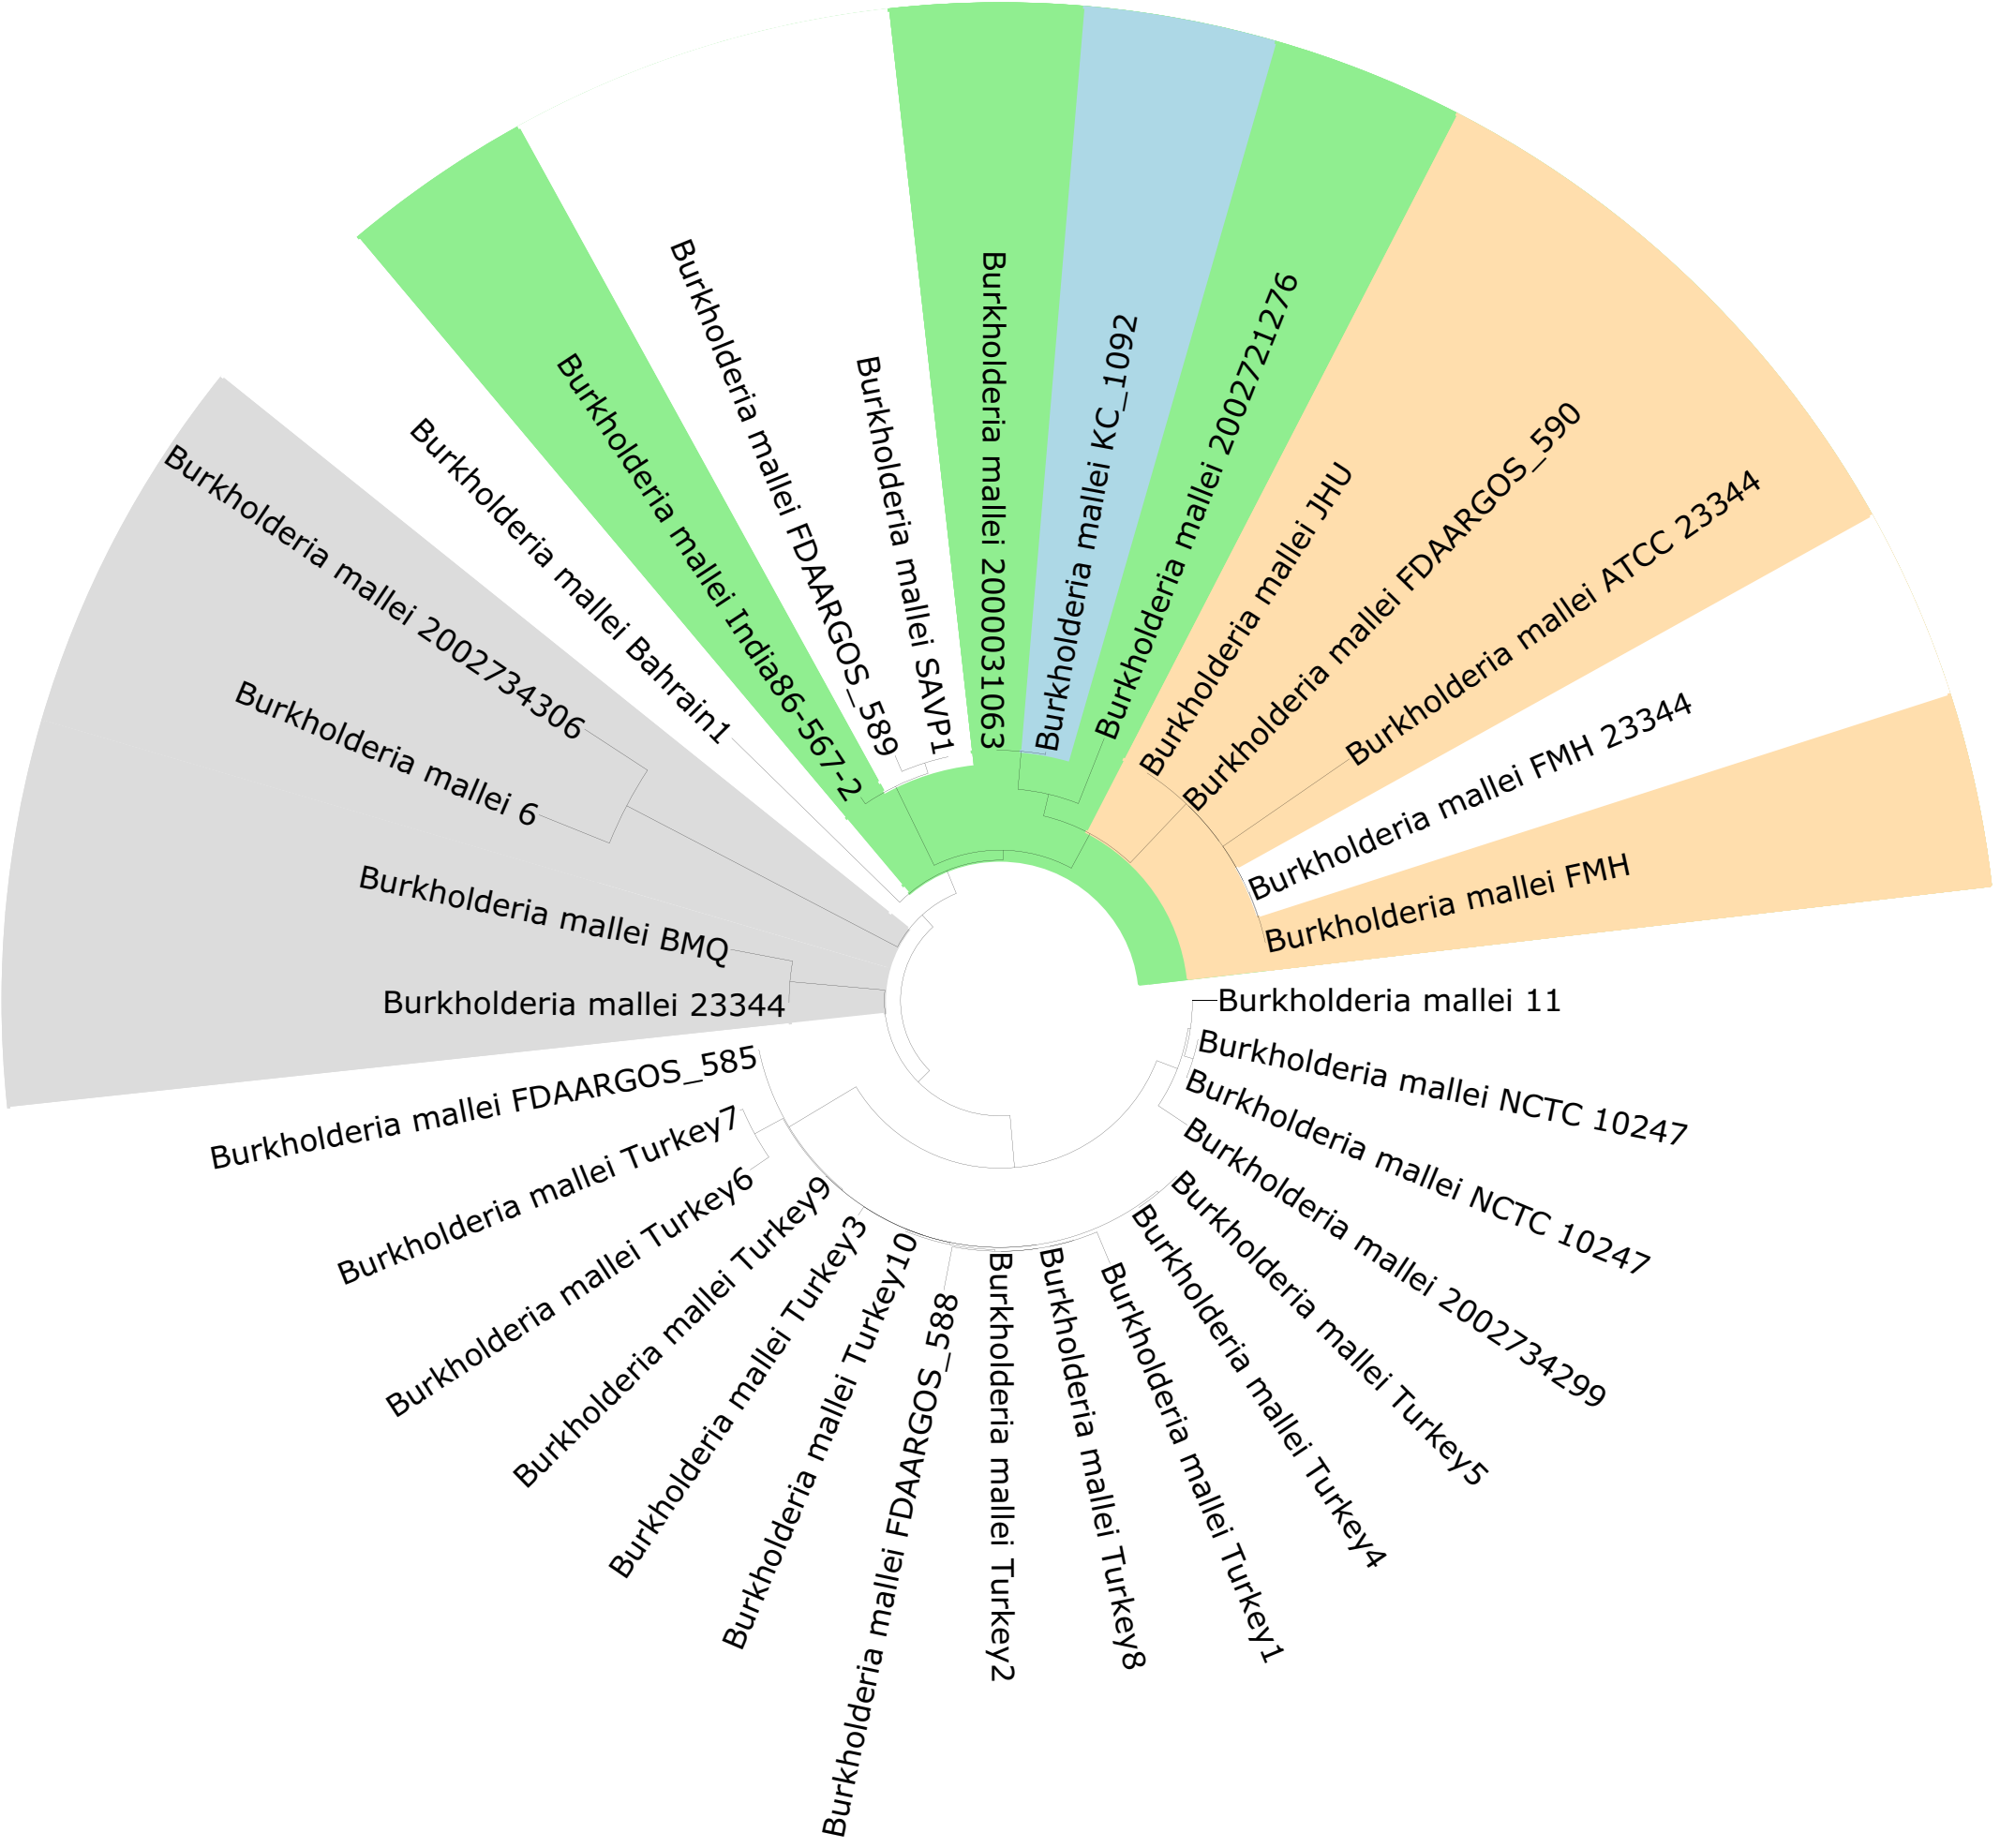 Burkholderia mallei 2002734306
Burkholderia mallei 6
Burkholderia mallei BMQ
Burkholderia mallei 23344
Burkholderia mallei Bahrain1
Burkholderia mallei India86-567-2
Burkholderia mallei FDAARGOS_589
Burkholderia mallei SAVP1
Burkholderia mallei 2000031063
Burkholderia mallei KC_1092
Burkholderia mallei 2002721276
Burkholderia mallei JHU
Burkholderia mallei FDAARGOS_590
Burkholderia mallei ATCC 23344
Burkholderia mallei FMH 23344
Burkholderia mallei FMH
Burkholderia mallei 11
Burkholderia mallei NCTC 10247
Burkholderia mallei NCTC 10247
Burkholderia mallei 2002734299
Burkholderia mallei Turkey5
Burkholderia mallei Turkey4
Burkholderia mallei Turkey1
Burkholderia mallei Turkey8
Burkholderia mallei Turkey2
Burkholderia mallei FDAARGOS_588
Burkholderia mallei Turkey10
Burkholderia mallei Turkey3
Burkholderia mallei Turkey9
Burkholderia mallei Turkey6
Burkholderia mallei Turkey7
Burkholderia mallei FDAARGOS_585